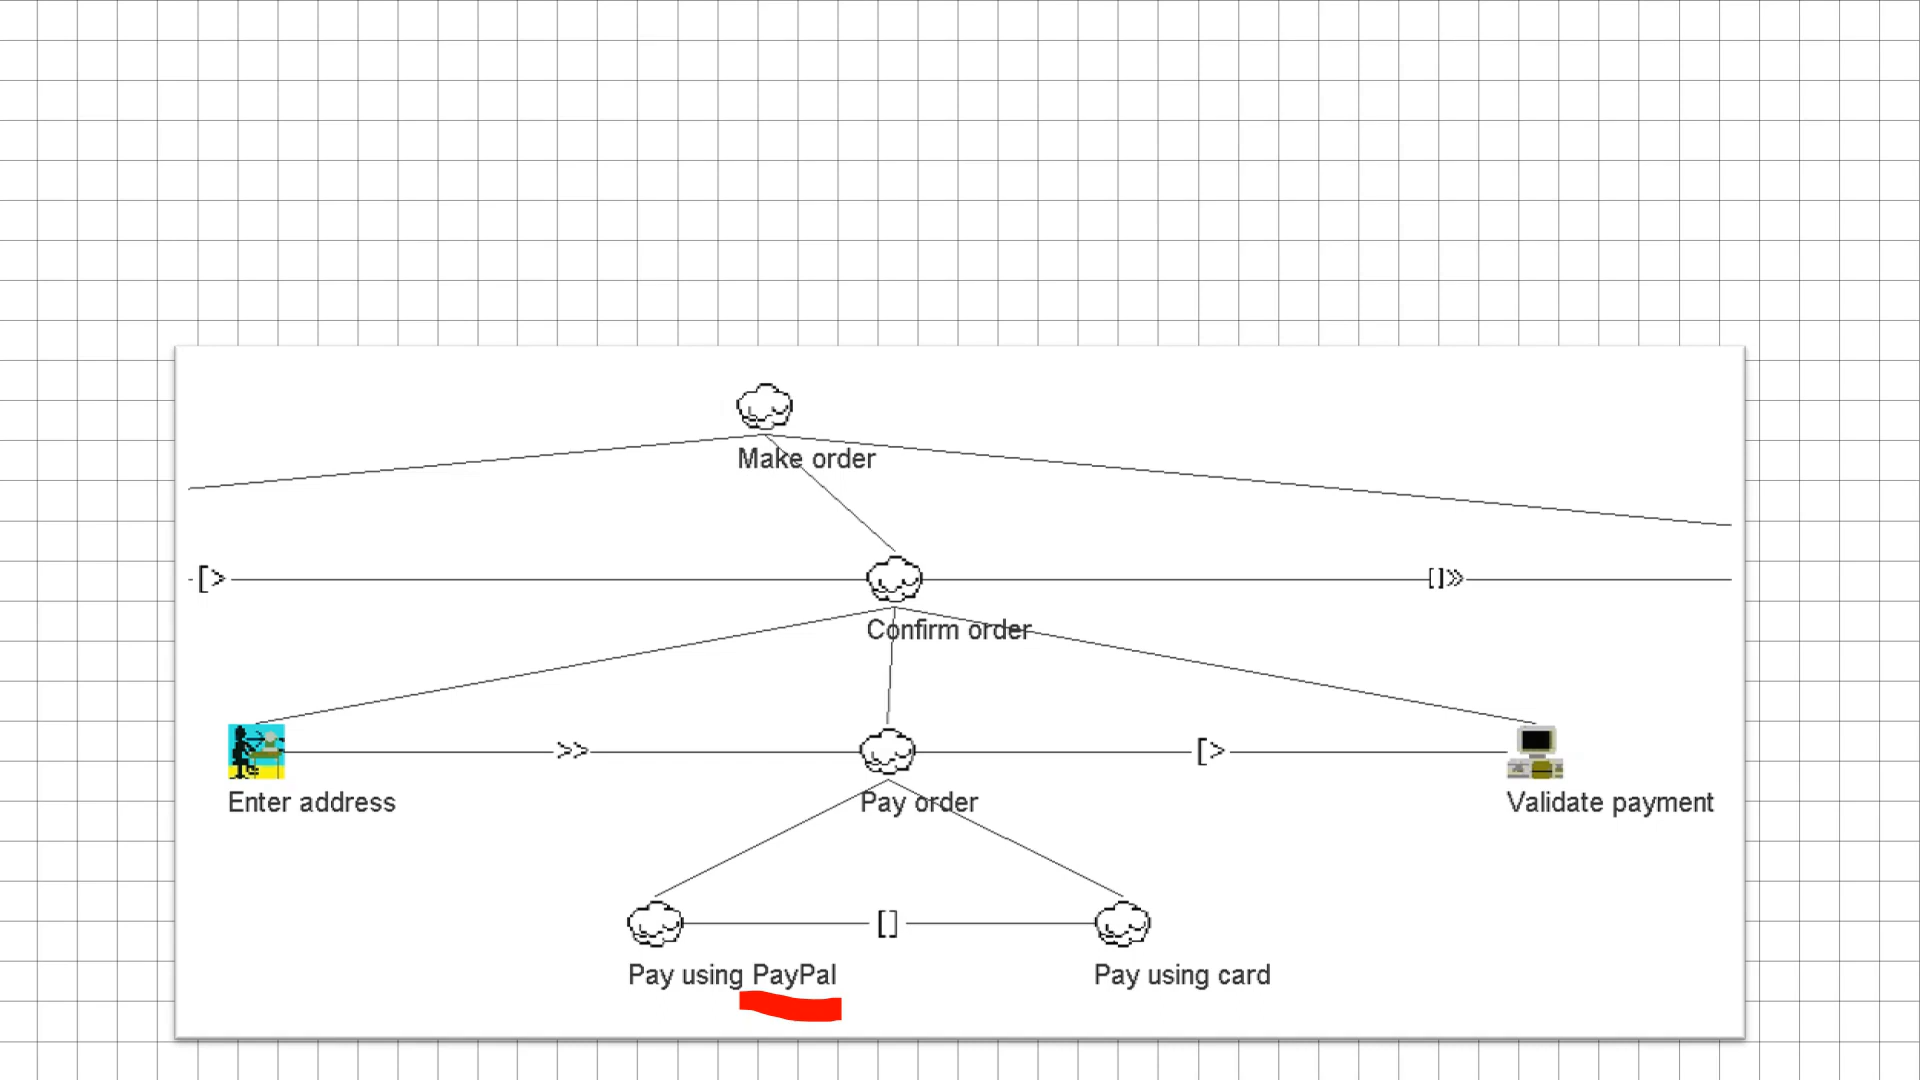 Make order
[>
[]>>
Confirm order
>>
[>
Enter address
Pay order
Validate payment
[]
Pay using PayPal
Pay using card